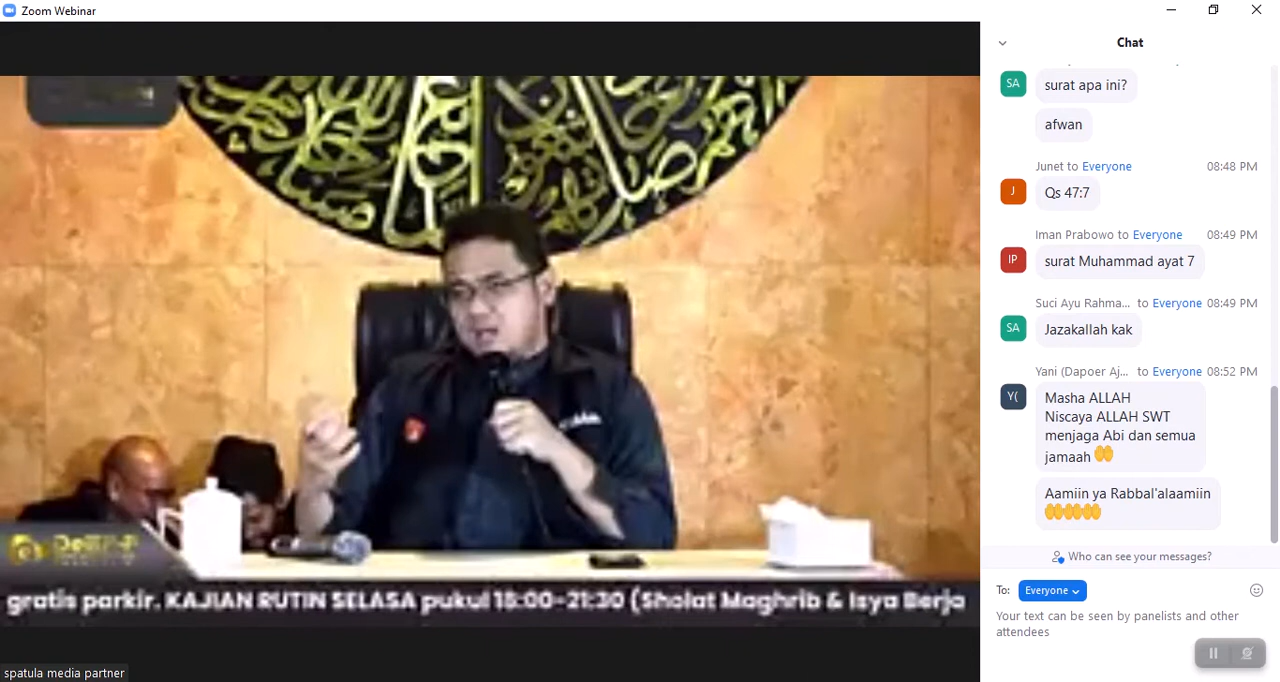 Zoom Webinar
gratis parkir. KAJIAN RUTIN SELASA pukul 18:00-21:30 (Sholat Maghrib & Isya Berja
spatula media partner
Chat
SA
surat apa ini?
afwan
Junet to Everyone 08:48 PM
J
Qs 47:7
Iman Prabowo to Everyone 08:49 PM
IP
surat Muhammad ayat 7
Suci Ayu Rahma... to Everyone 08:49 PM
SA
Jazakallah kak
Yani (Dapoer Aj... to Everyone 08:52 PM
Y(
Masha ALLAH
Niscaya ALLAH SWT
menjaga Abi dan semua
jamaah 🤲
Aamiin ya Rabbal'alaamiin
🤲🤲🤲🤲🤲
Who can see your messages?
To: Everyone
Your text can be seen by panelists and other
attendees